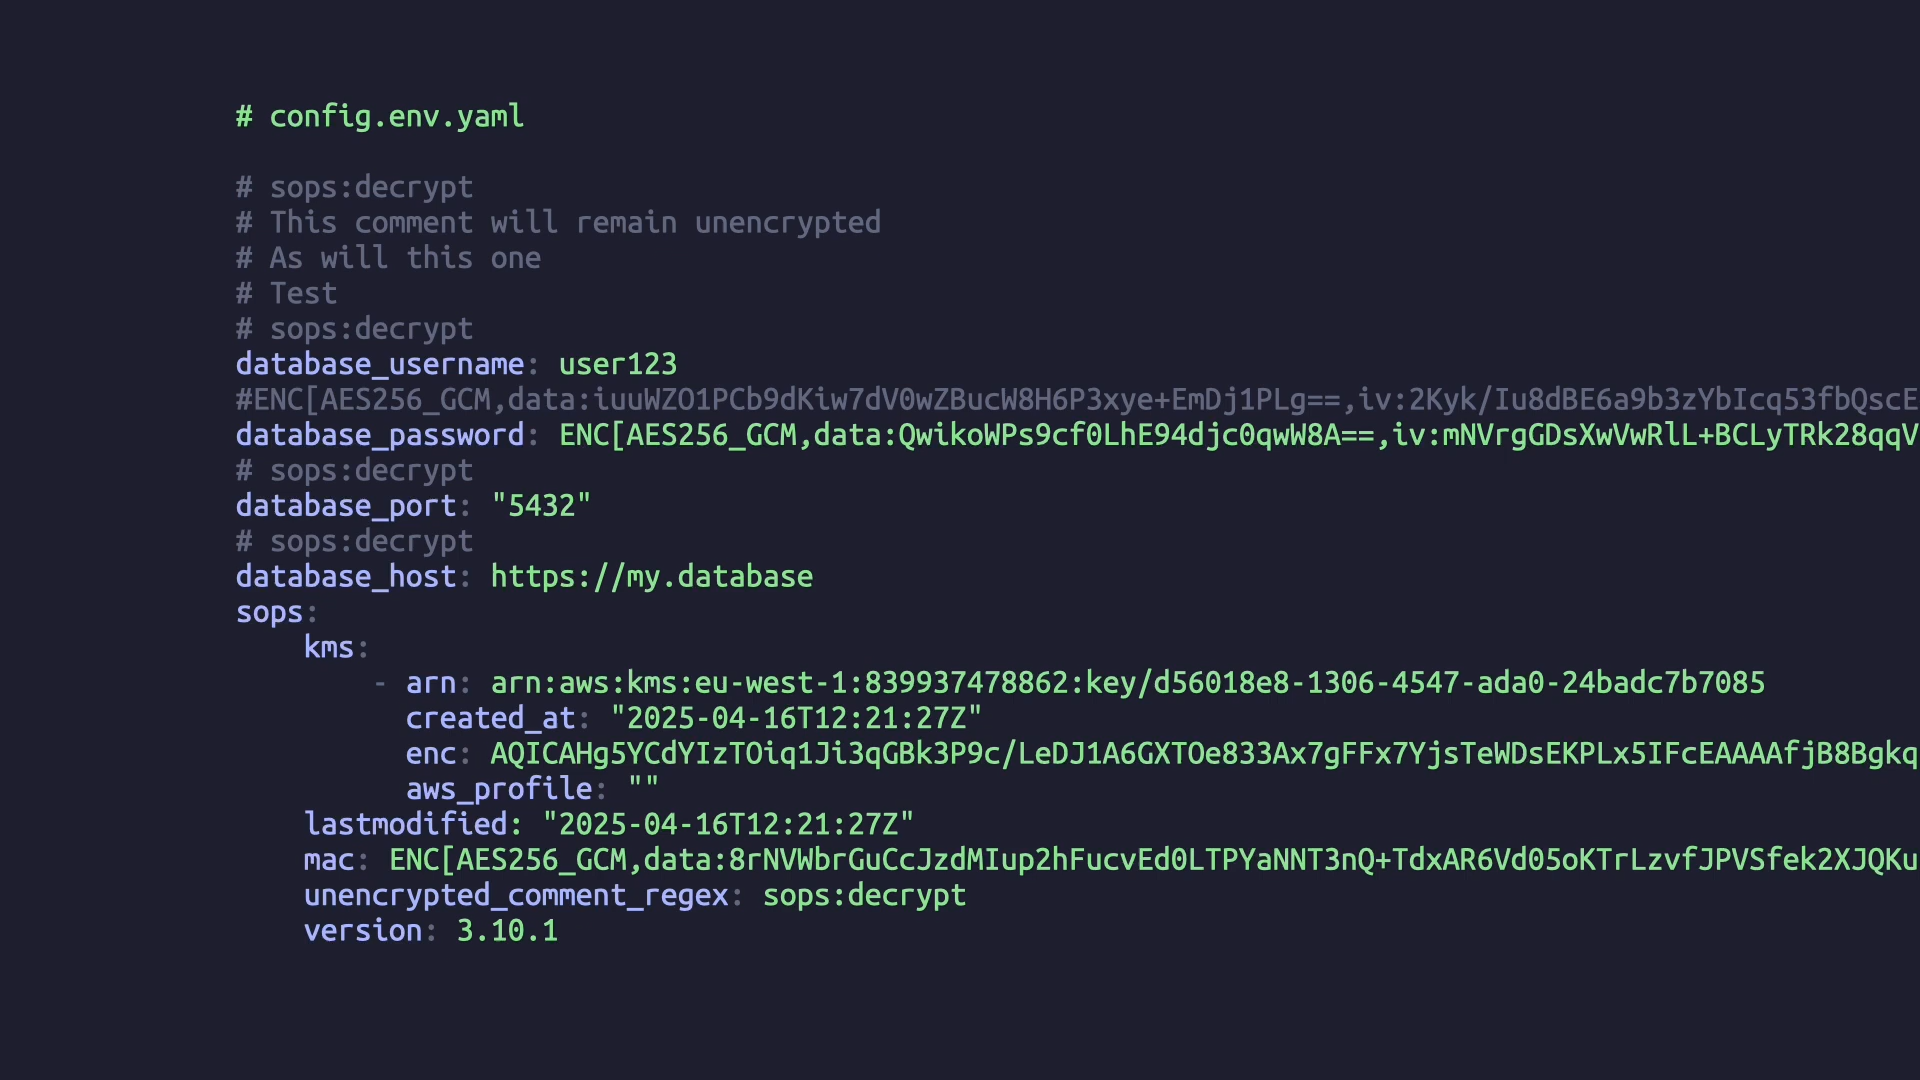 # config.env.yaml
# sops:decrypt
# This comment will remain unencrypted
# As will this one
# Test
# sops:decrypt
database_username: user123
#ENC[AES256_GCM,data:iuuWZO1PCb9dKiw7dV0wZBucW8H6P3xye+EmDj1PLg==,iv:2Kyk/Iu8dBE6a9b3zYbIcq53fbQscE
database_password: ENC[AES256_GCM,data:QwikoWPs9cf0LhE94djc0qwW8A==,iv:mNVrgGDsXwVwRlL+BCLyTRk28qqV
# sops:decrypt
database_port: "5432"
# sops:decrypt
database_host: https://my.database
sops:
    kms:
        - arn: arn:aws:kms:eu-west-1:839937478862:key/d56018e8-1306-4547-ada0-24badc7b7085
          created_at: "2025-04-16T12:21:27Z"
          enc: AQICAHg5YCdYIzTOiq1Ji3qGBk3P9c/LeDJ1A6GXTOe833Ax7gFFx7YjsTeWDsEKPLx5IFcEAAAAfjB8Bgkq
          aws_profile: ""
    lastmodified: "2025-04-16T12:21:27Z"
    mac: ENC[AES256_GCM,data:8rNVWbrGuCcJzdMIup2hFucvEd0LTPYaNNT3nQ+TdxAR6Vd05oKTrLzvfJPVSfek2XJQKu
    unencrypted_comment_regex: sops:decrypt
    version: 3.10.1